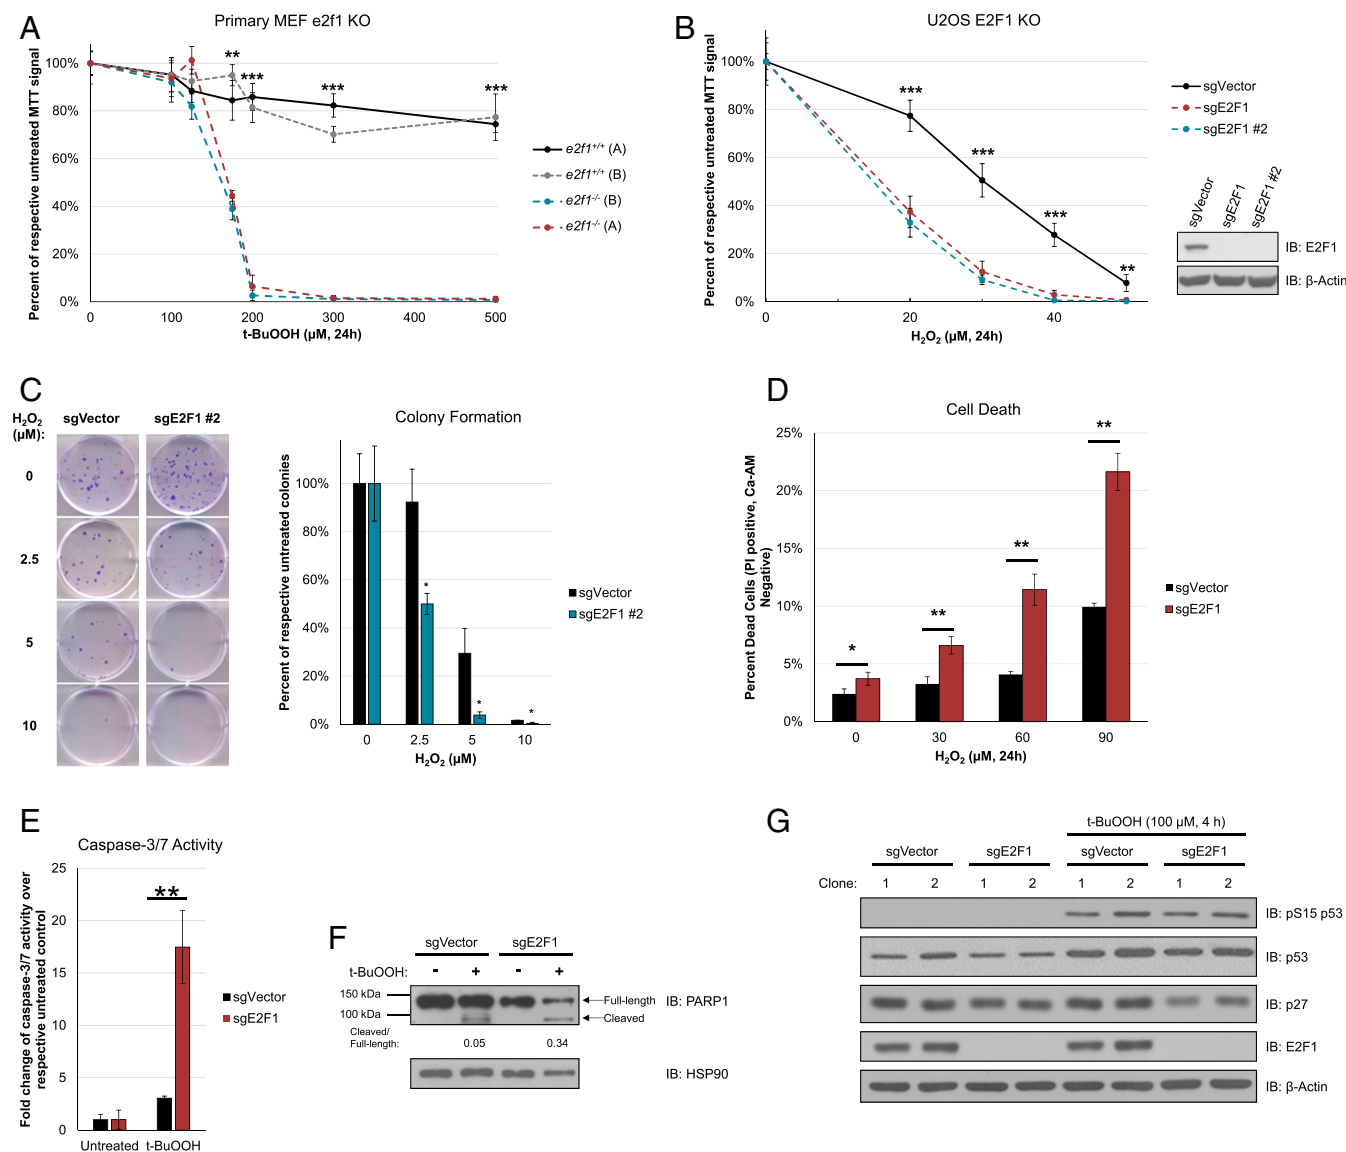 A
Primary MEF e2f1 KO
Percent of respective untreated MTT signal
100%
80%
60%
40%
20%
0%
** *** *** ***
0 100 200 300 400 500
t-BuOOH (µM, 24h)
e2f1+/+ (A)
e2f1+/+ (B)
e2f1-/- (B)
e2f1-/- (A)
B
U2OS E2F1 KO
Percent of respective untreated MTT signal
100%
80%
60%
40%
20%
0%
*** *** *** **
0 20 40
H2O2 (µM, 24h)
sgVector
sgE2F1
sgE2F1 #2
sgVector
sgE2F1
sgE2F1 #2
IB: E2F1
IB: β-Actin
C
H2O2
(µM):
sgVector sgE2F1 #2
0
2.5
5
10
Colony Formation
Percent of respective untreated colonies
100%
80%
60%
40%
20%
0%
* * *
0 2.5 5 10
H2O2 (µM)
sgVector
sgE2F1 #2
D
Cell Death
Percent Dead Cells (PI positive, Ca-AM
Negative)
25%
20%
15%
10%
5%
0%
* ** ** **
0 30 60 90
H2O2 (µM, 24h)
sgVector
sgE2F1
E
Caspase-3/7 Activity
Fold change of caspase-3/7 activity over
respective untreated control
25
20
15
10
5
0
**
Untreated t-BuOOH
sgVector
sgE2F1
F
sgVector sgE2F1
t-BuOOH: - + - +
150 kDa
100 kDa
Full-length
Cleaved
IB: PARP1
Cleaved/
Full-length: 0.05 0.34
IB: HSP90
G
t-BuOOH (100 µM, 4 h)
sgVector sgE2F1 sgVector sgE2F1
Clone: 1 2 1 2 1 2 1 2
IB: pS15 p53
IB: p53
IB: p27
IB: E2F1
IB: β-Actin